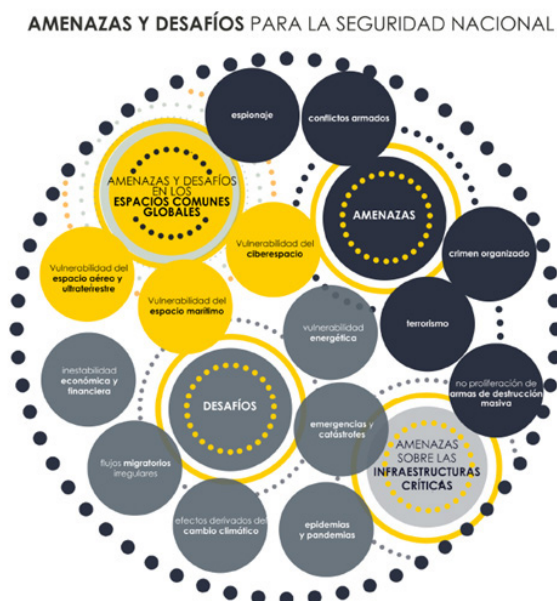 AMENAZAS Y DESAFÍOS PARA LA SEGURIDAD NACIONAL
espionaje
conflictos armados
AMENAZAS Y DESAFÍOS
EN LOS
ESPACIOS COMUNES
GLOBALES
AMENAZAS
Vulnerabilidad del
ciberespacio
crimen organizado
Vulnerabilidad del
espacio aéreo y
ultraterrestre
Vulnerabilidad del
espacio marítimo
vulnerabilidad
energética
terrorismo
inestabilidad
económica y
financiera
no proliferación de
armas de destrucción
masiva
DESAFÍOS
emergencias y
catástrofes
AMENAZAS
SOBRE LAS
INFRAESTRUCTURAS
CRÍTICAS
flujos migratorios
irregulares
efectos derivados del
cambio climático
epidemias
y pandemias